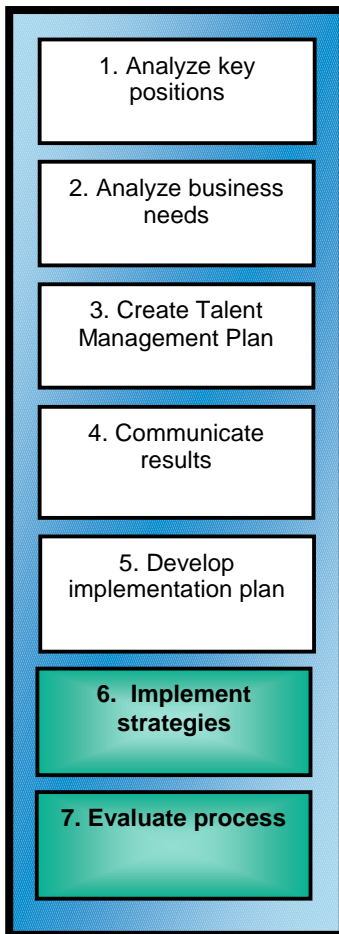 1. Analyze key
positions
2. Analyze business
needs
3. Create Talent
Management Plan
4. Communicate
results
5. Develop
implementation plan
6. Implement
strategies
7. Evaluate process